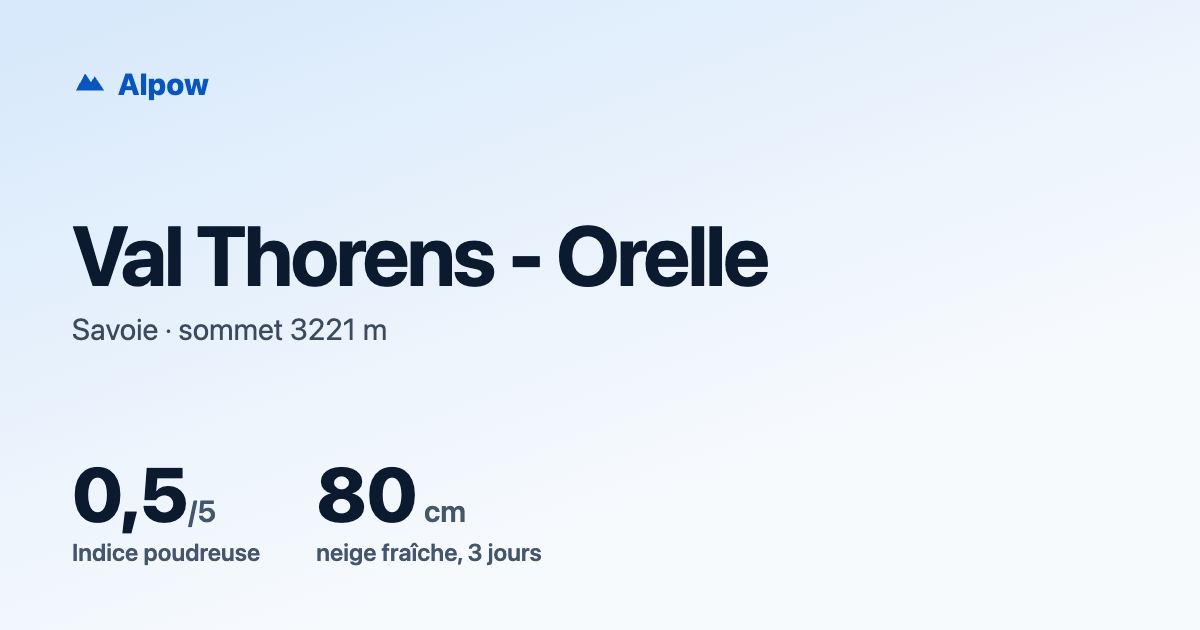 Alpow
Val Thorens - Orelle
Savoie · sommet 3221 m
0,5/5
Indice poudreuse
80 cm
neige fraîche, 3 jours